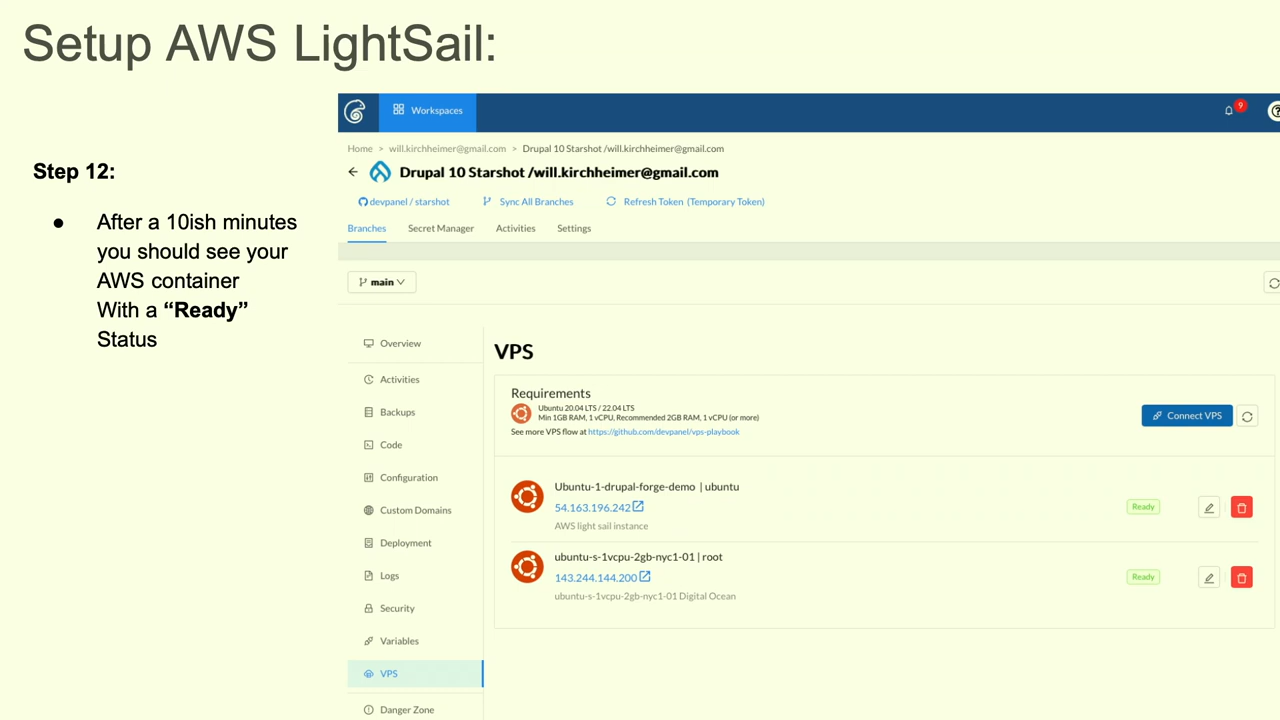 Setup AWS LightSail:
Step 12:
● After a 10ish minutes
you should see your
AWS container
With a “Ready”
Status
Workspaces
9
Home > will.kirchheimer@gmail.com > Drupal 10 Starshot /will.kirchheimer@gmail.com
Drupal 10 Starshot /will.kirchheimer@gmail.com
devpanel / starshot Sync All Branches Refresh Token (Temporary Token)
Branches Secret Manager Activities Settings
main
Overview
Activities
Backups
Code
Configuration
Custom Domains
Deployment
Logs
Security
Variables
VPS
Danger Zone
VPS
Requirements
Ubuntu 20.04 LTS / 22.04 LTS
Min 1GB RAM, 1 vCPU, Recommended 2GB RAM, 1 vCPU (or more)
See more VPS flow at https://github.com/devpanel/vps-playbook
Connect VPS
Ubuntu-1-drupal-forge-demo | ubuntu
54.163.196.242
AWS light sail instance
Ready
ubuntu-s-1vcpu-2gb-nyc1-01 | root
143.244.144.200
ubuntu-s-1vcpu-2gb-nyc1-01 Digital Ocean
Ready